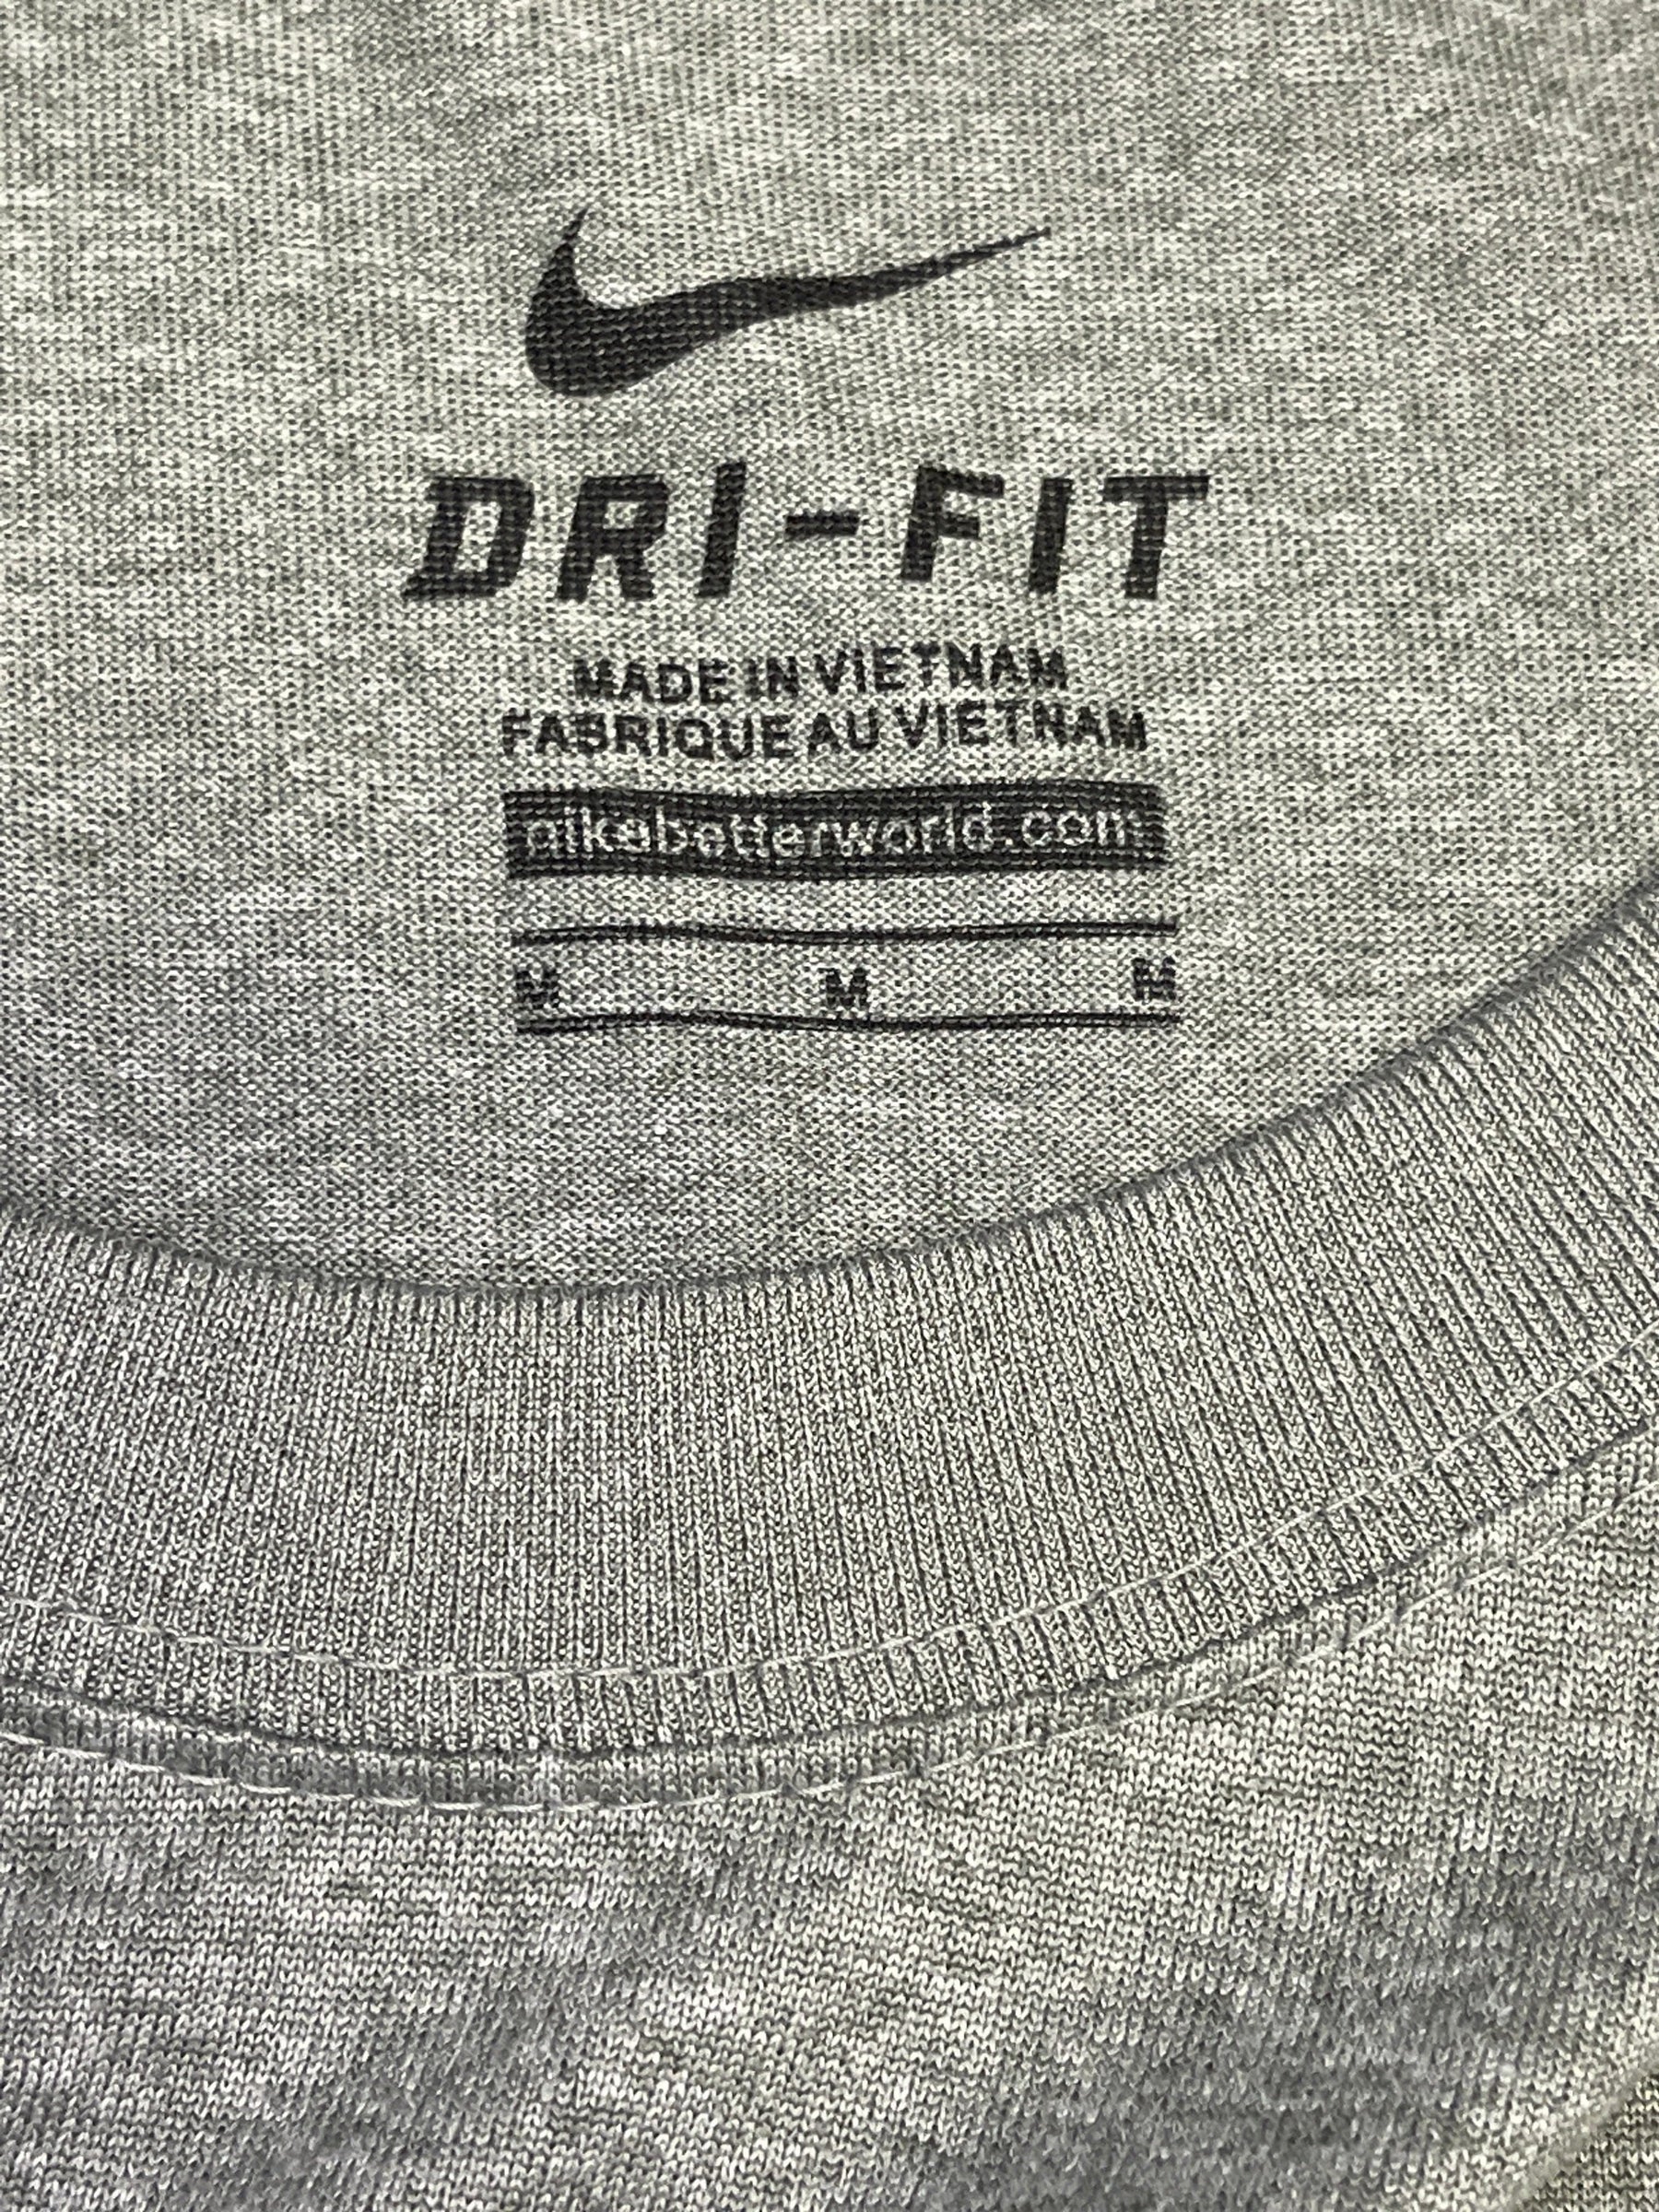 DRI-FIT
MADE IN VIETNAM
FABRIQUE AU VIETNAM
nikebetterworld.com
M M M